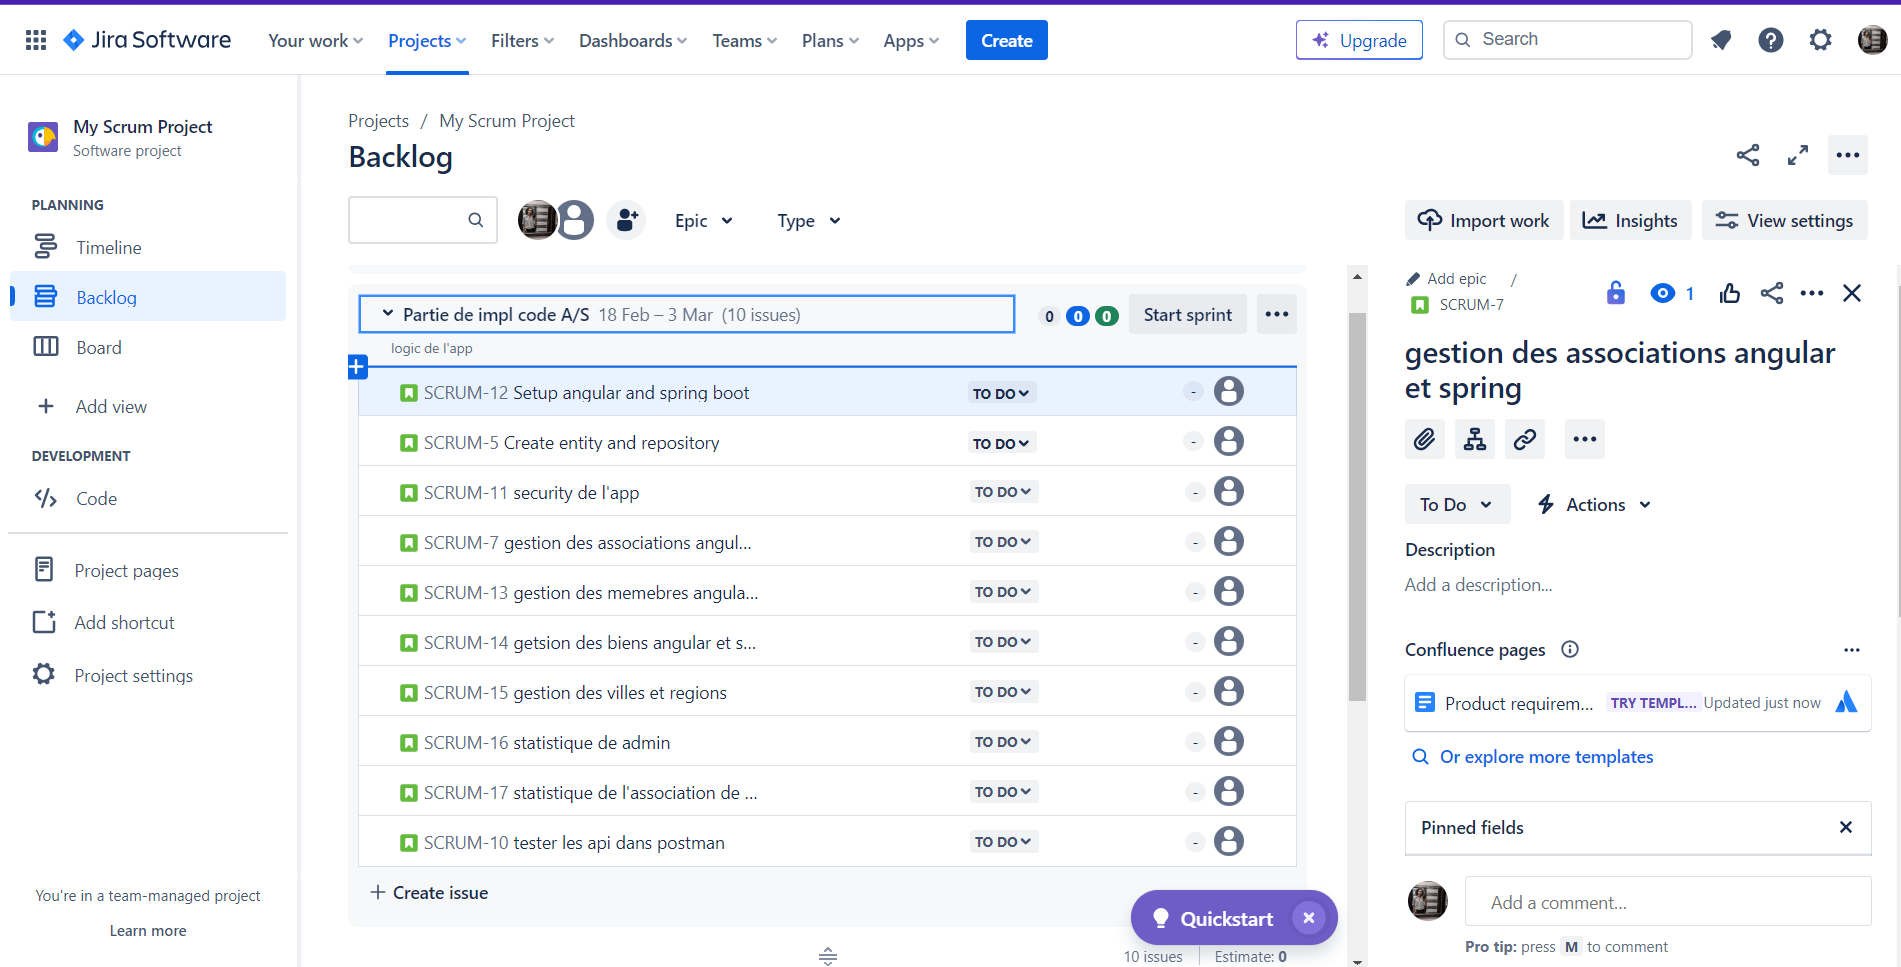 Jira Software
Your work
Projects
Filters
Dashboards
Teams
Plans
Apps
Create
Upgrade
Search
My Scrum Project
Software project
PLANNING
Timeline
Backlog
Board
Add view
DEVELOPMENT
Code
Project pages
Add shortcut
Project settings
You're in a team-managed project
Learn more
Projects / My Scrum Project
Backlog
Epic
Type
Import work
Insights
View settings
Partie de impl code A/S 18 Feb – 3 Mar (10 issues)
0 0 0
Start sprint
logic de l'app
SCRUM-12 Setup angular and spring boot TO DO -
SCRUM-5 Create entity and repository TO DO -
SCRUM-11 security de l'app TO DO -
SCRUM-7 gestion des associations angul... TO DO -
SCRUM-13 gestion des memebres angula... TO DO -
SCRUM-14 getsion des biens angular et s... TO DO -
SCRUM-15 gestion des villes et regions TO DO -
SCRUM-16 statistique de admin TO DO -
SCRUM-17 statistique de l'association de ... TO DO -
SCRUM-10 tester les api dans postman TO DO -
+ Create issue
Quickstart
10 issues
Estimate: 0
Add epic /
SCRUM-7
1
gestion des associations angular
et spring
To Do
Actions
Description
Add a description...
Confluence pages
Product requirem... TRY TEMPL... Updated just now
Or explore more templates
Pinned fields
Add a comment...
Pro tip: press M to comment